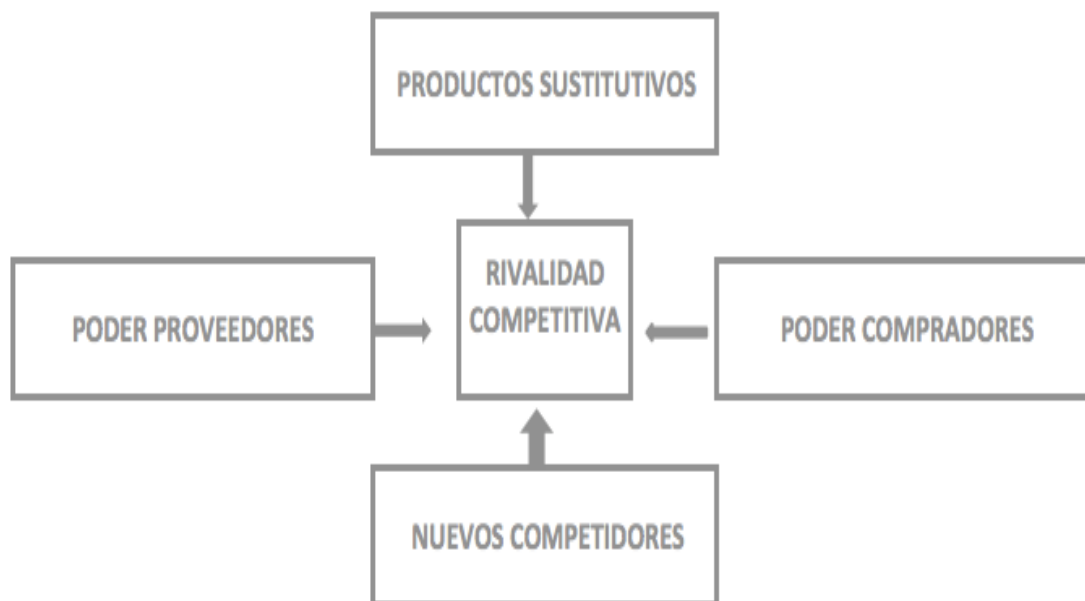 PRODUCTOS SUSTITUTIVOS
RIVALIDAD
COMPETITIVA
PODER PROVEEDORES
PODER COMPRADORES
NUEVOS COMPETIDORES